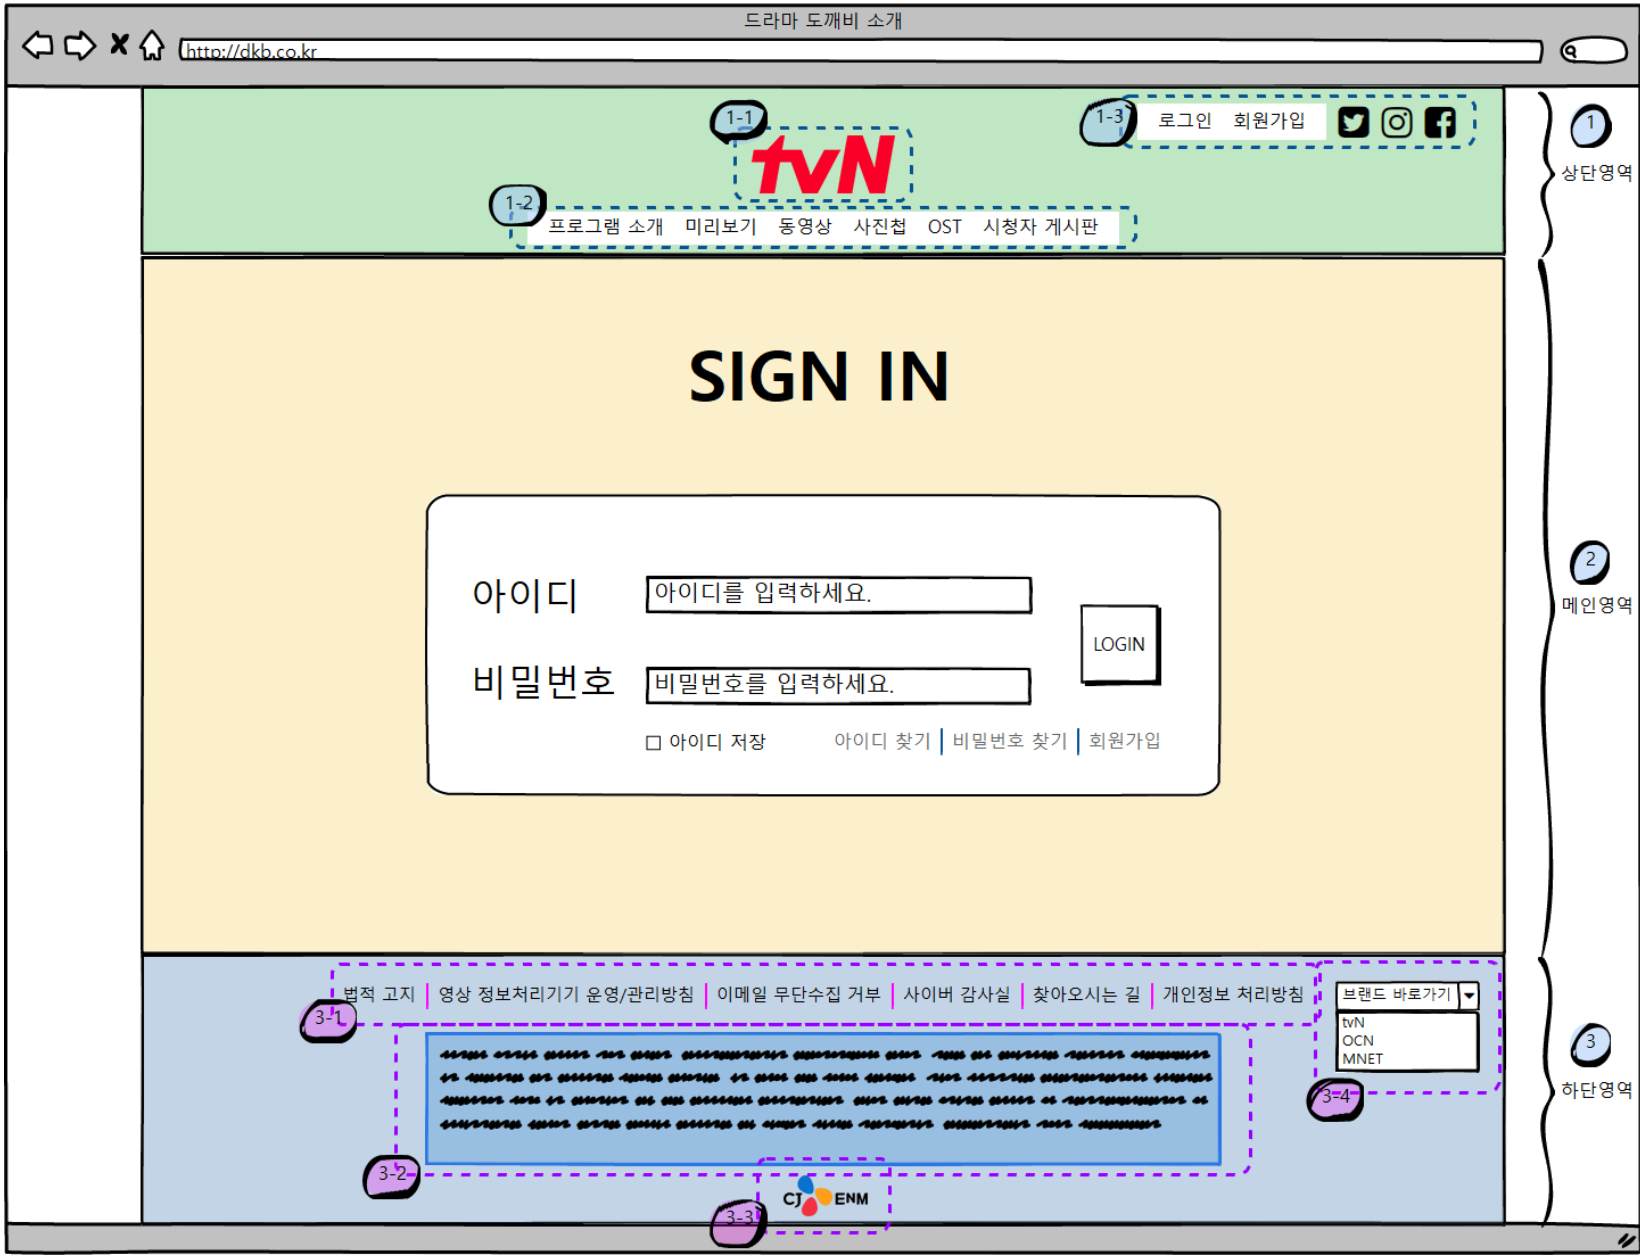 드라마 도깨비 소개
http://dkb.co.kr
1-1
1-3
로그인 회원가입
1
tvN
상단영역
1-2
프로그램 소개 미리보기 동영상 사진첩 OST 시청자 게시판
SIGN IN
2
메인영역
아이디 아이디를 입력하세요.
LOGIN
비밀번호 비밀번호를 입력하세요.
아이디 저장 아이디 찾기 비밀번호 찾기 회원가입
법적 고지 영상 정보처리기기 운영/관리방침 이메일 무단수집 거부 사이버 감사실 찾아오시는 길 개인정보 처리방침
브랜드 바로가기
3-1
tvN
OCN
MNET
3
하단영역
3-4
3-2
CJ ENM
3-3